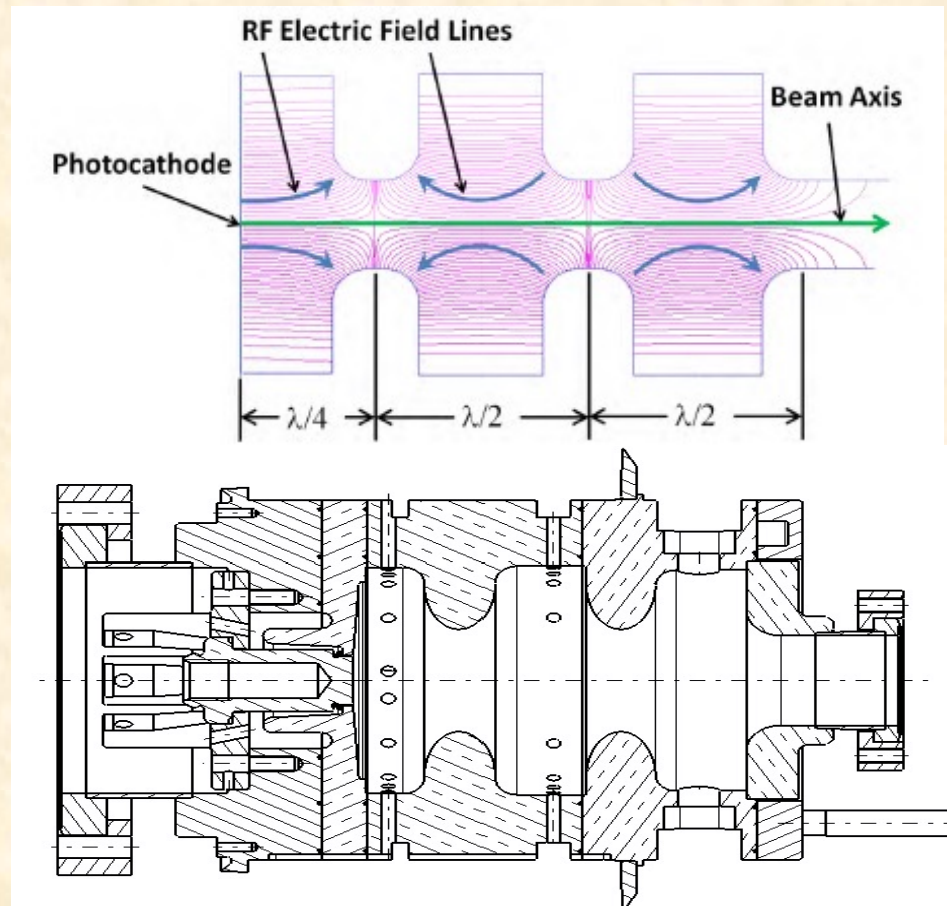 RF Electric Field Lines
Beam Axis
Photocathode
λ/4
λ/2
λ/2